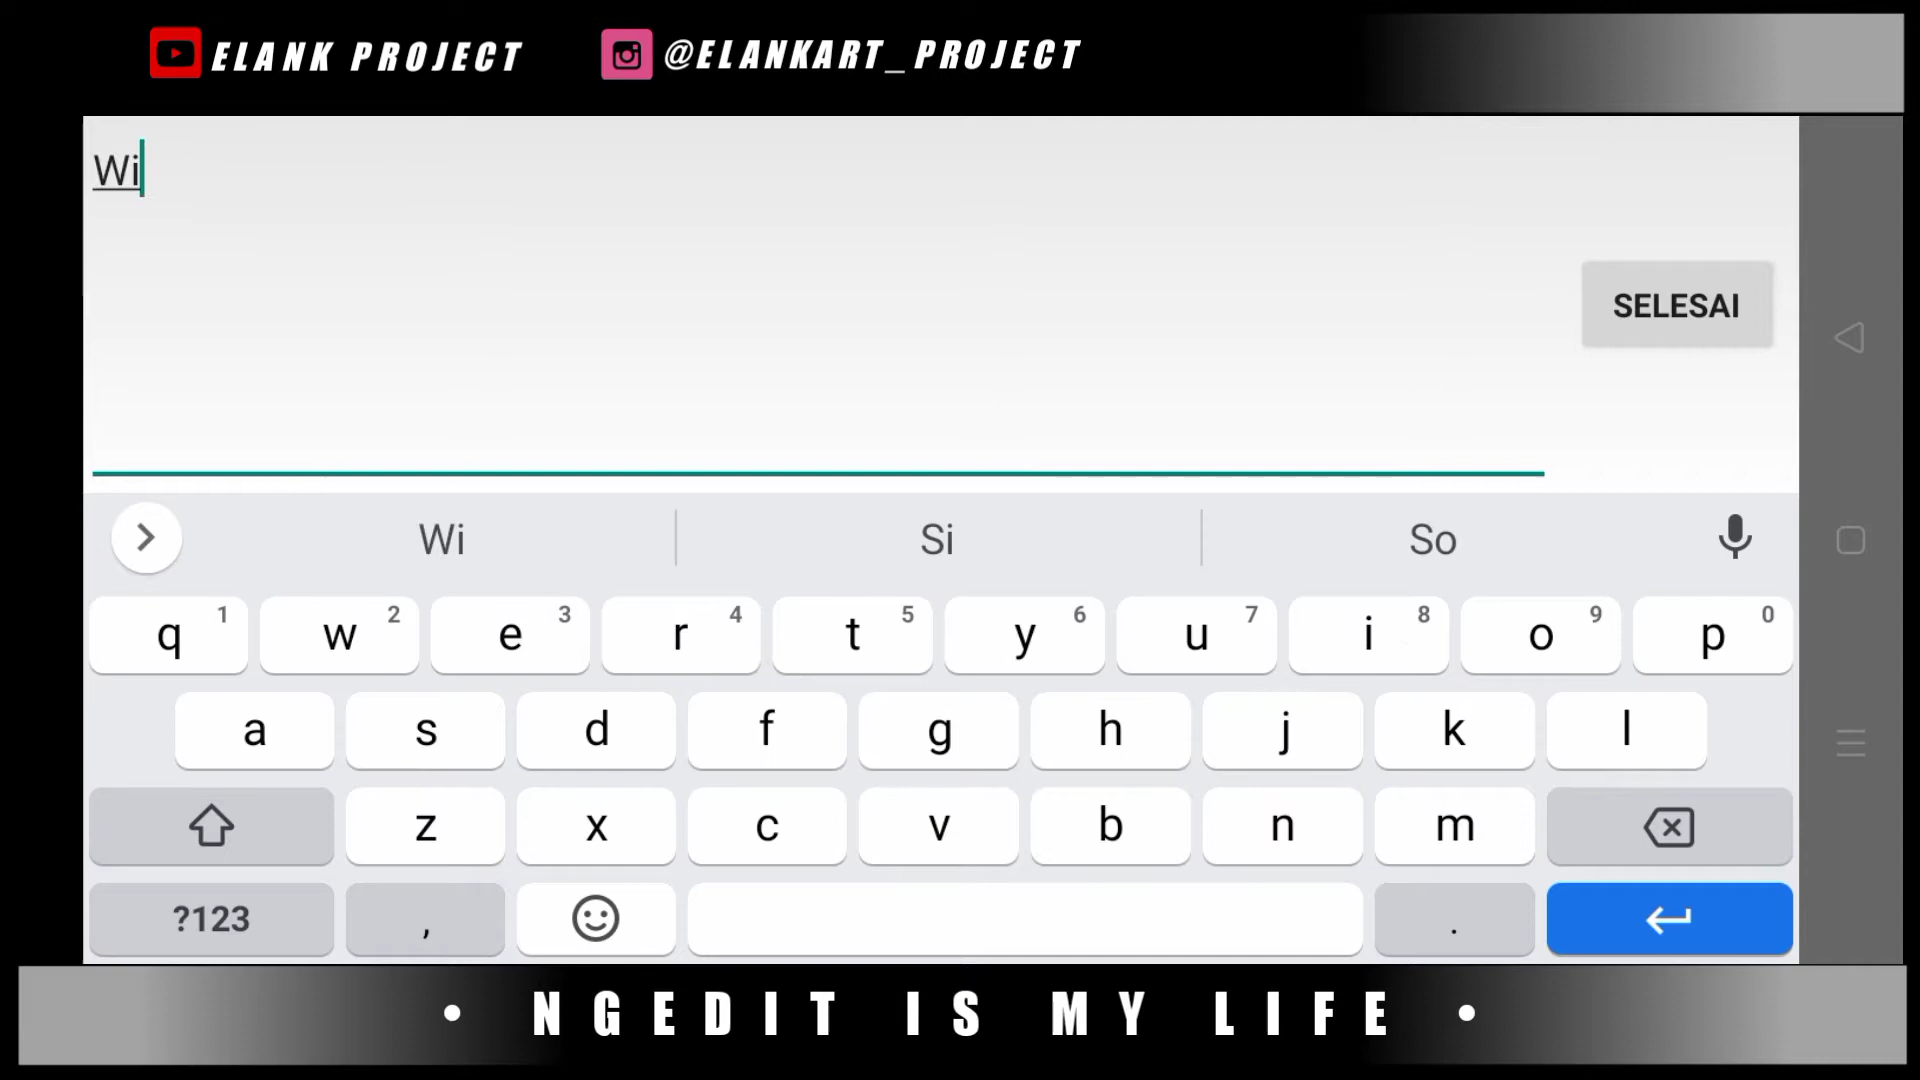 ELANK PROJECT
@ELANKART_PROJECT
Wi
SELESAI
Wi Si So
q 1 w 2 e 3 r 4 t 5 y 6 u 7 i 8 o 9 p 0
a s d f g h j k l
z x c v b n m
?123 , .
• NGEDIT IS MY LIFE •